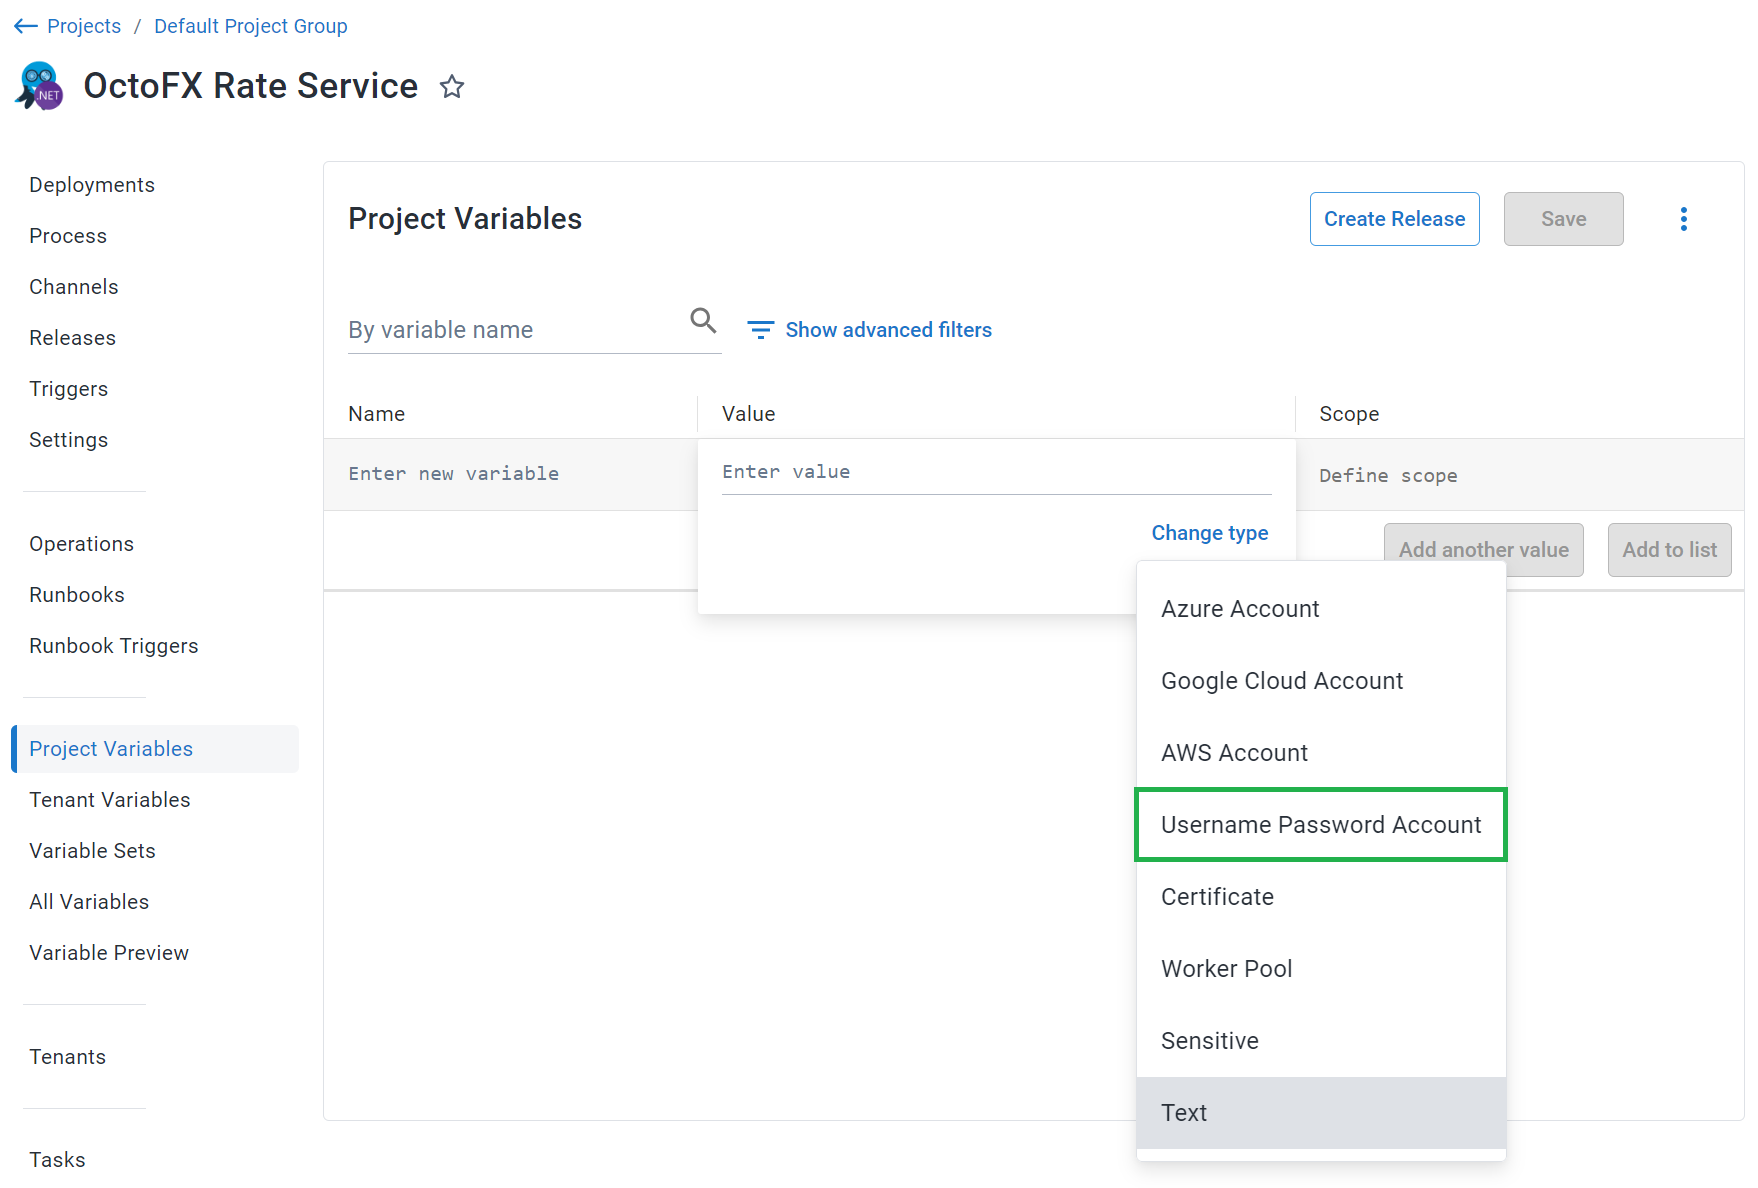 Projects / Default Project Group
.NET
OctoFX Rate Service
Deployments
Process
Channels
Releases
Triggers
Settings
Operations
Runbooks
Runbook Triggers
Project Variables
Tenant Variables
Variable Sets
All Variables
Variable Preview
Tenants
Tasks
Project Variables
Create Release
Save
By variable name
Show advanced filters
Name
Value
Scope
Enter new variable
Enter value
Define scope
Change type
Add another value
Add to list
Azure Account
Google Cloud Account
AWS Account
Username Password Account
Certificate
Worker Pool
Sensitive
Text